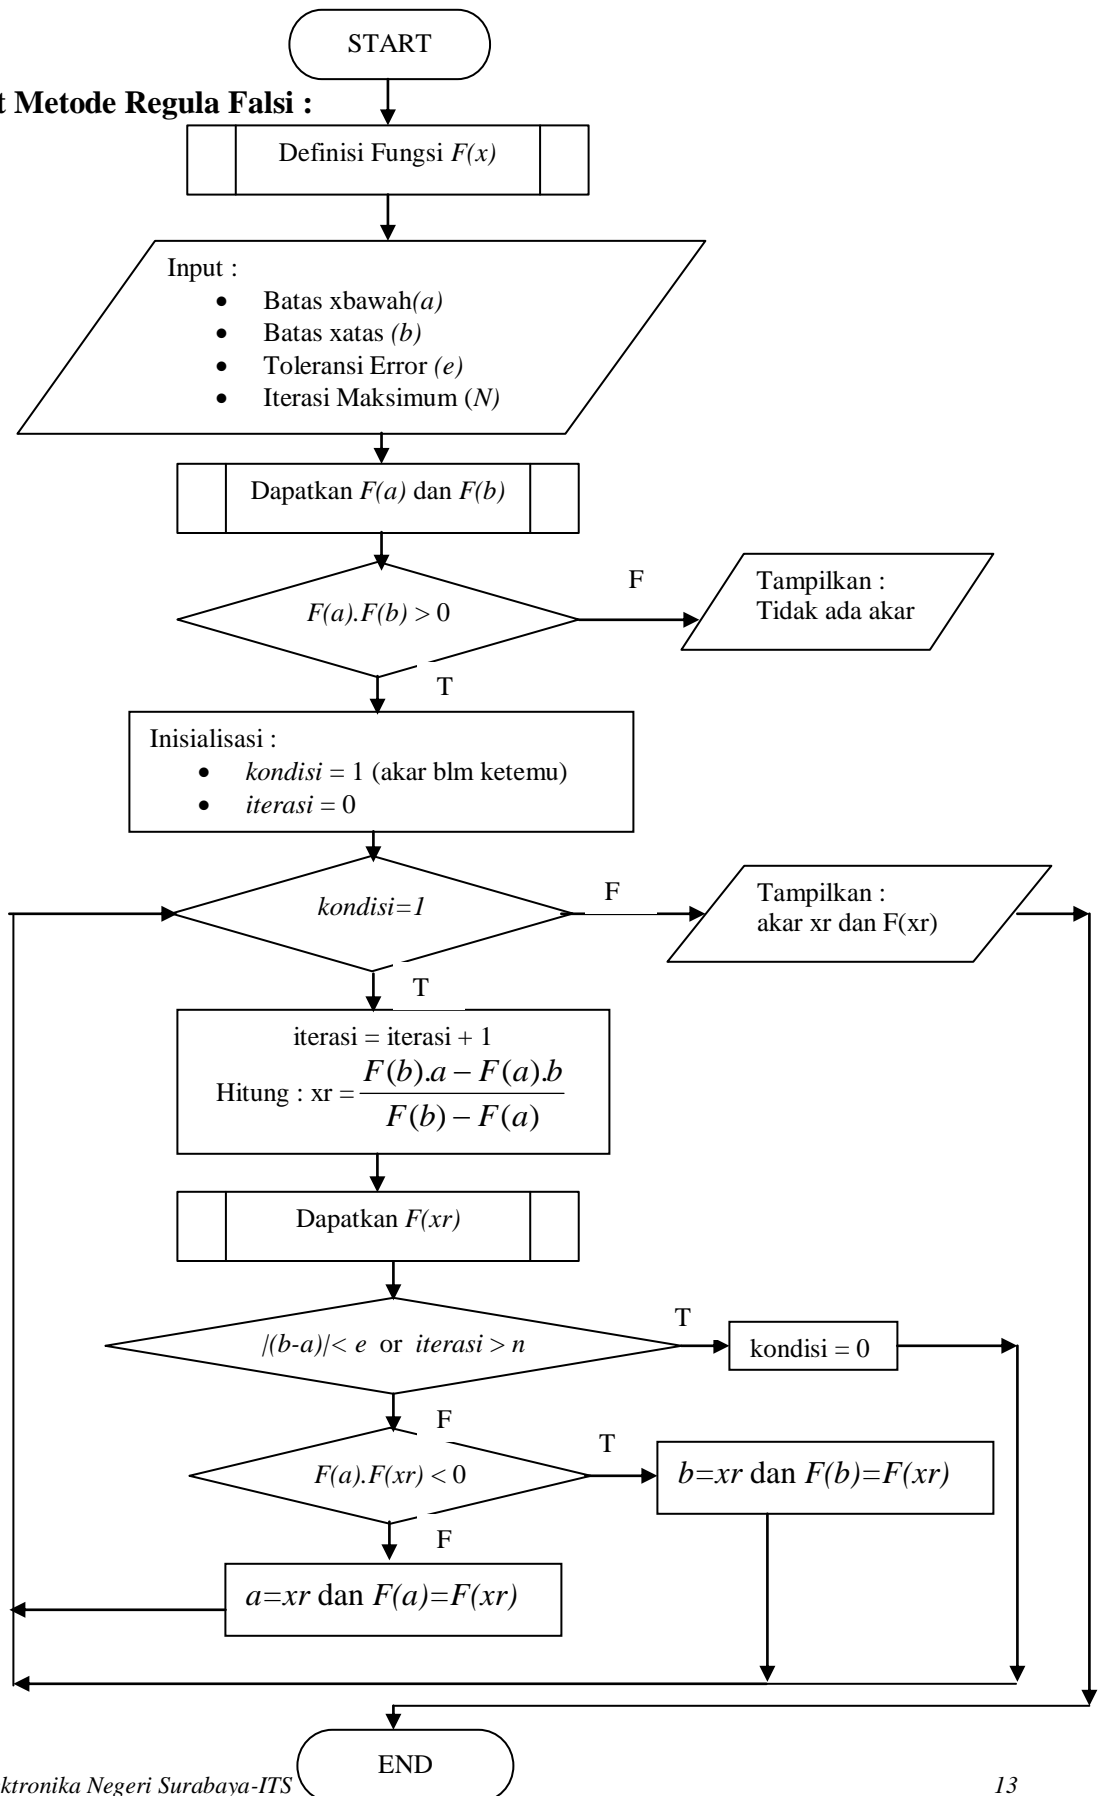 START
t Metode Regula Falsi :
Definisi Fungsi F(x)
Input :
• Batas xbawah(a)
• Batas xatas (b)
• Toleransi Error (e)
• Iterasi Maksimum (N)
Dapatkan F(a) dan F(b)
F(a).F(b) > 0
F
Tampilkan :
Tidak ada akar
T
Inisialisasi :
• kondisi = 1 (akar blm ketemu)
• iterasi = 0
kondisi=1
F
Tampilkan :
akar xr dan F(xr)
T
iterasi = iterasi + 1
Hitung : xr = \frac{F(b).a − F(a).b}{F(b) − F(a)}
Dapatkan F(xr)
|(b-a)|< e or iterasi > n
T
kondisi = 0
F
F(a).F(xr) < 0
T
b=xr dan F(b)=F(xr)
F
a=xr dan F(a)=F(xr)
END
ktronika Negeri Surabaya-ITS
13